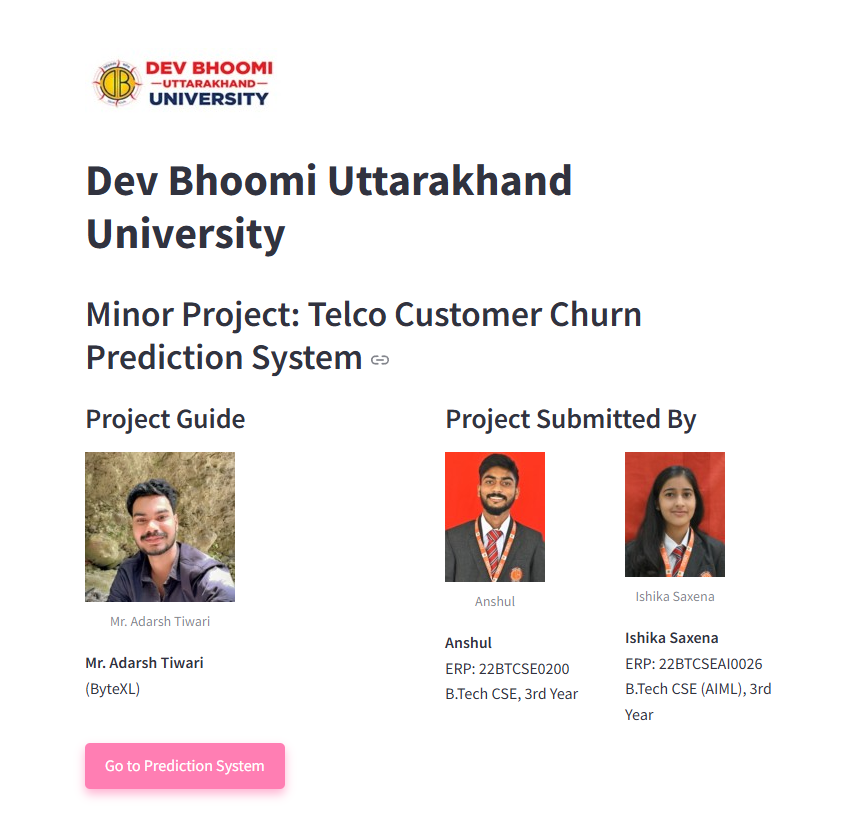 DEV BHOOMI
UTTARAKHAND
UNIVERSITY
Dev Bhoomi Uttarakhand
University
Minor Project: Telco Customer Churn
Prediction System
Project Guide
Mr. Adarsh Tiwari
Mr. Adarsh Tiwari
(ByteXL)
Project Submitted By
Anshul
Anshul
ERP: 22BTCSE0200
B.Tech CSE, 3rd Year
Ishika Saxena
Ishika Saxena
ERP: 22BTCSEAI0026
B.Tech CSE (AIML), 3rd
Year
Go to Prediction System